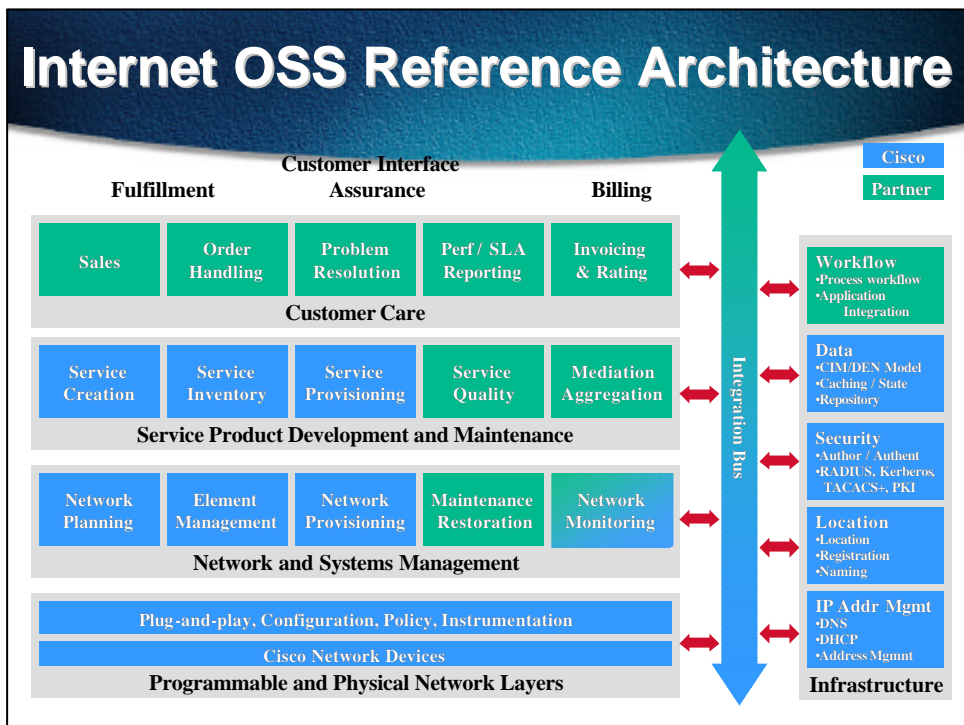 Internet OSS Reference Architecture
Customer Interface
Fulfillment
Assurance
Billing
Cisco
Partner
Sales
Order
Handling
Problem
Resolution
Perf / SLA
Reporting
Invoicing
& Rating
Customer Care
Service
Creation
Service
Inventory
Service
Provisioning
Service
Quality
Mediation
Aggregation
Service Product Development and Maintenance
Network
Planning
Element
Management
Network
Provisioning
Maintenance
Restoration
Network
Monitoring
Network and Systems Management
Plug-and-play, Configuration, Policy, Instrumentation
Cisco Network Devices
Programmable and Physical Network Layers
Integration Bus
Workflow
•Process workflow
•Application
Integration
Data
•CIM/DEN Model
•Caching / State
•Repository
Security
•Author / Authent
•RADIUS, Kerberos,
TACACS+, PKI
Location
•Location
•Registration
•Naming
IP Addr Mgmt
•DNS
•DHCP
•Address Mgmnt
Infrastructure